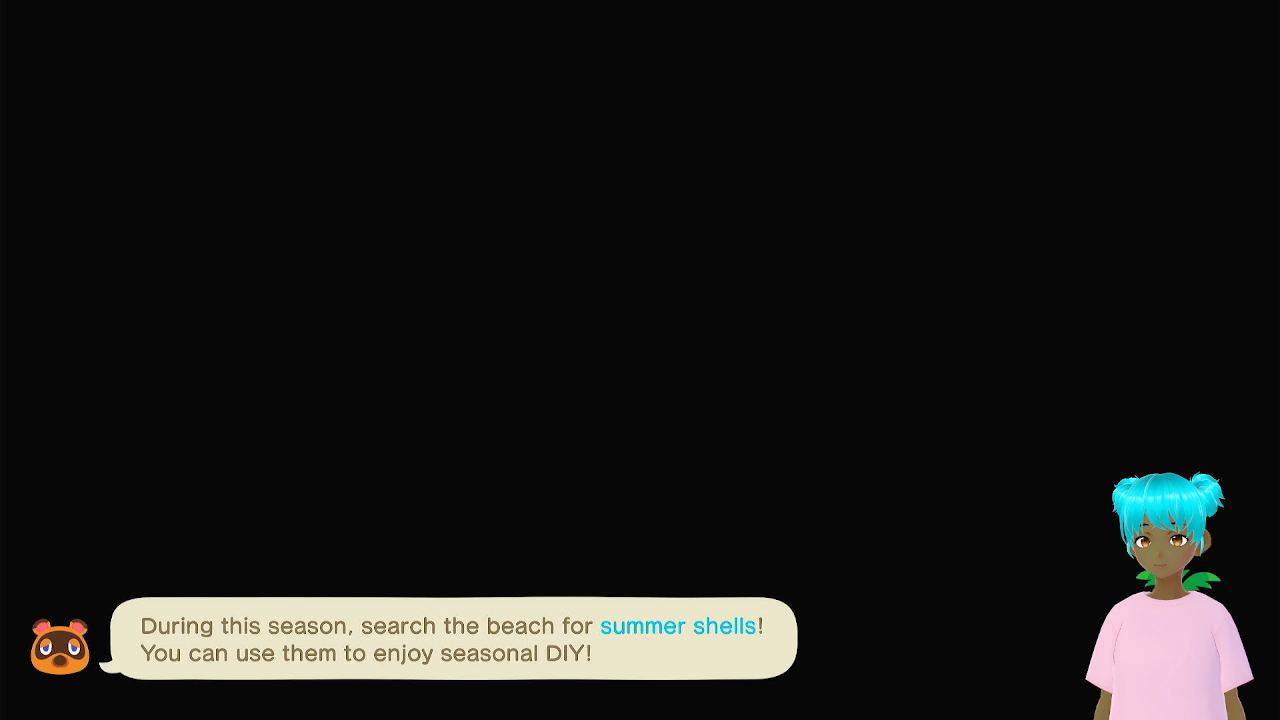 During this season, search the beach for summer shells!
You can use them to enjoy seasonal DIY!